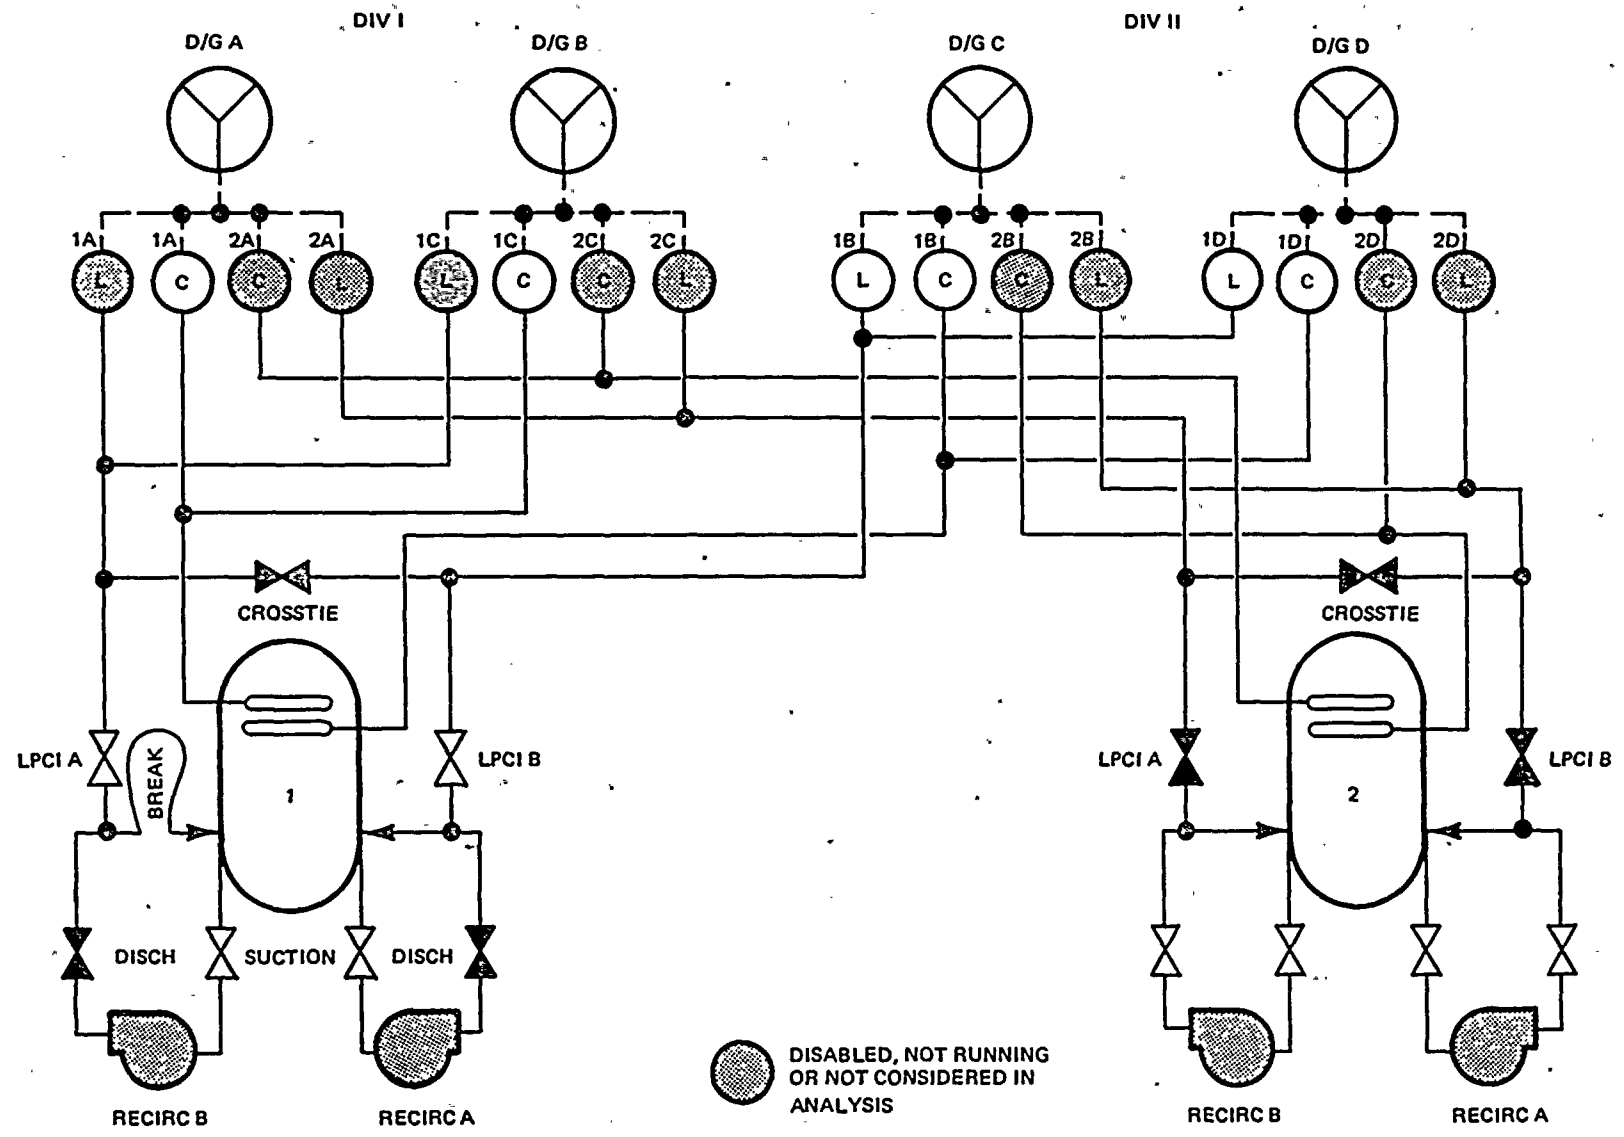 DIV I
DIV II
D/G A
D/G B
D/G C
D/G D
1A
1A
2A
2A
1C
1C
2C
2C
1B
1B
2B
2B
1D
1D
2D
2D
L
C
C
L
L
C
C
L
L
C
C
L
L
C
C
L
CROSSTIE
CROSSTIE
LPCI A
BREAK
1
LPCI B
LPCI A
2
LPCI B
DISCH
SUCTION
DISCH
RECIRC B
RECIRC A
DISABLED, NOT RUNNING
OR NOT CONSIDERED IN
ANALYSIS
RECIRC B
RECIRC A